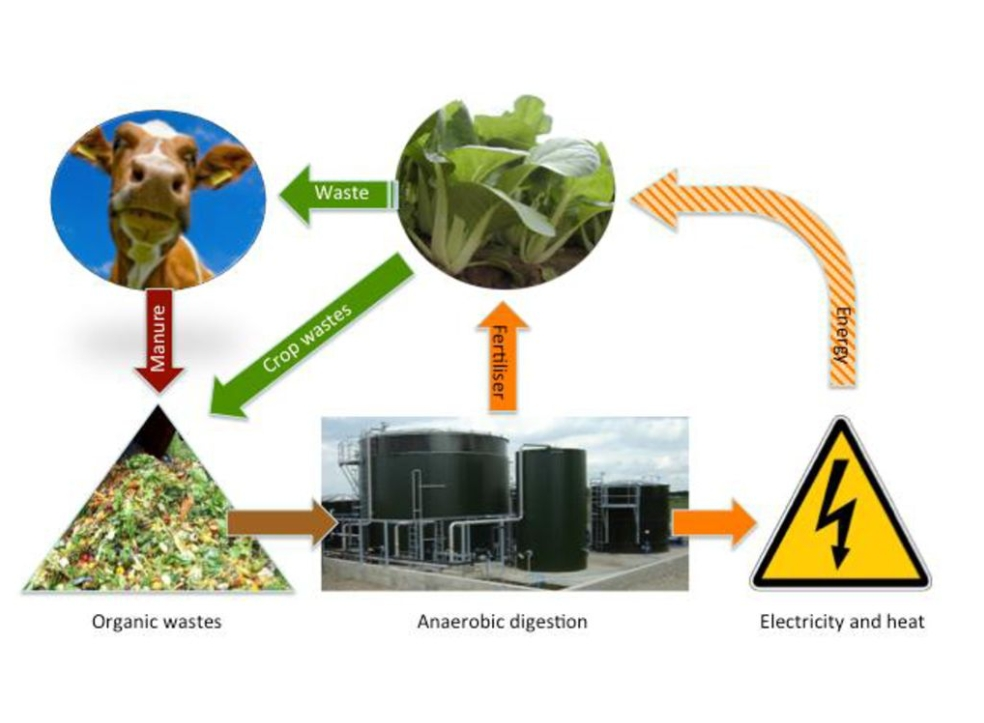 Waste
Manure
Crop wastes
Fertiliser
Energy
Organic wastes
Anaerobic digestion
Electricity and heat